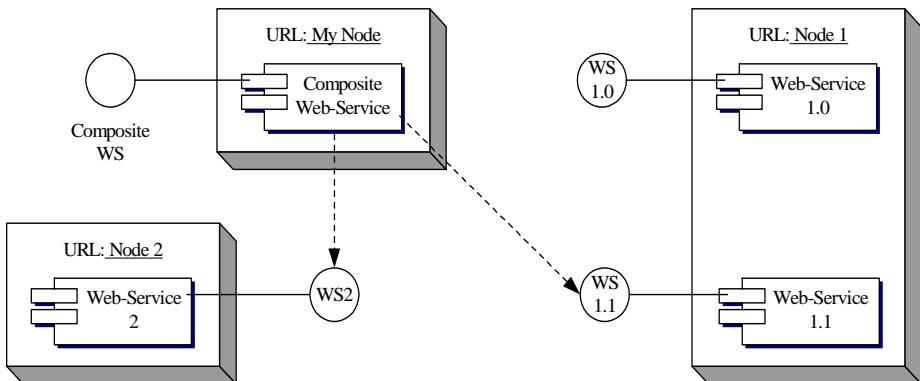 URL: My Node
Composite
Web-Service
Composite
WS
URL: Node 1
WS
1.0
Web-Service
1.0
URL: Node 2
Web-Service
2
WS2
WS
1.1
Web-Service
1.1